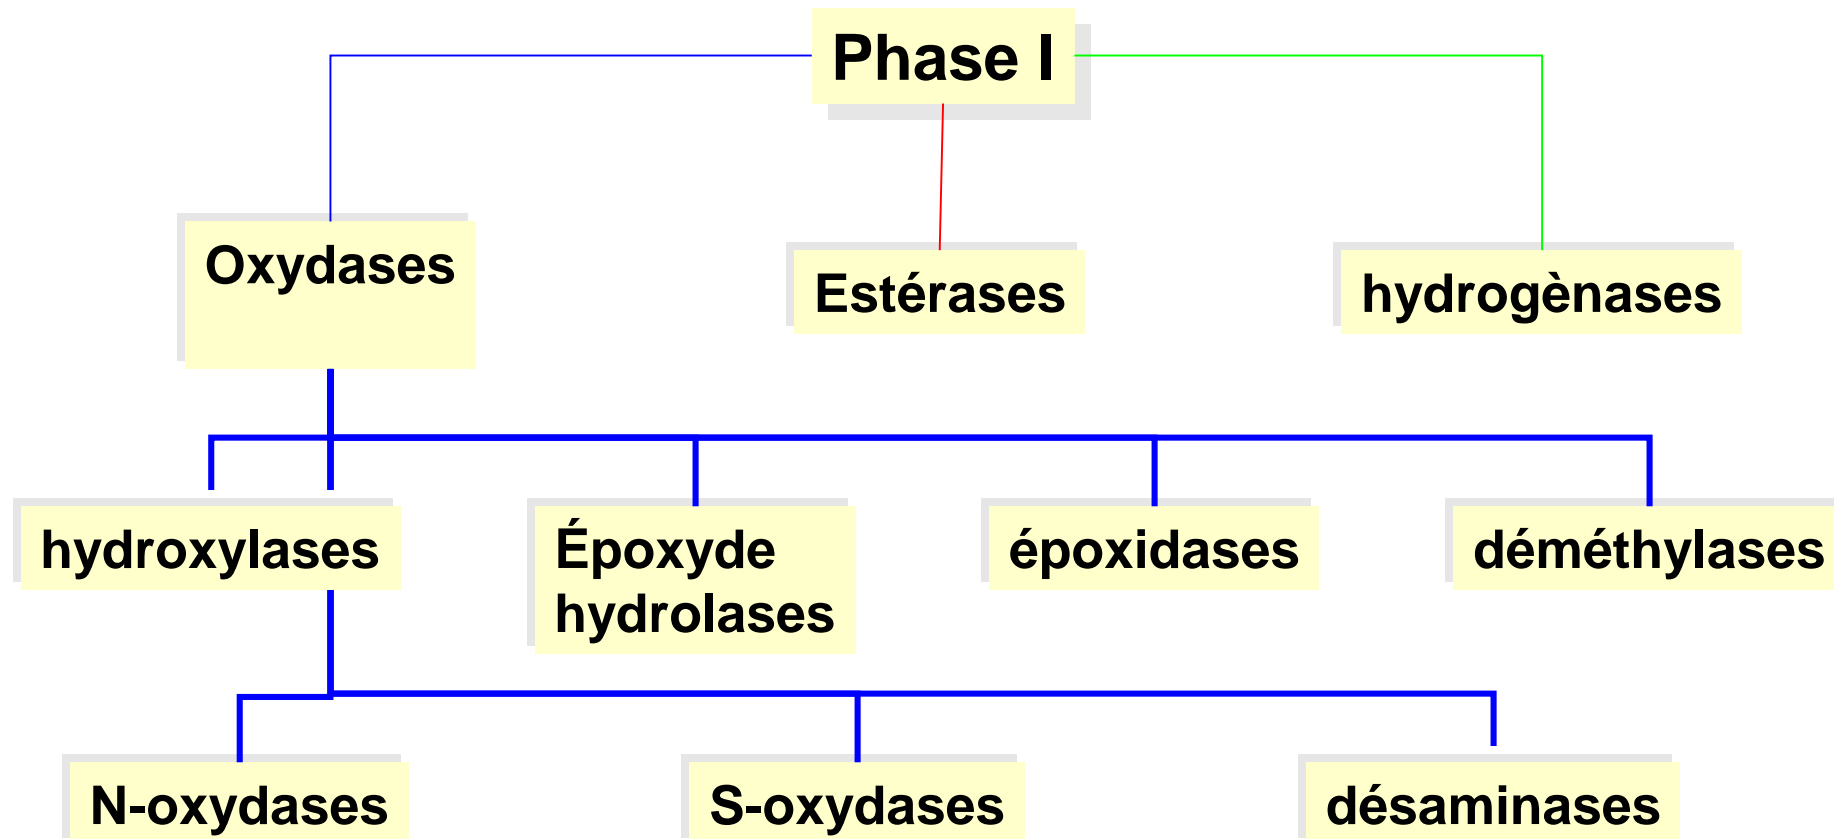 Phase I
Oxydases
Estérases
hydrogènases
hydroxylases
Époxyde
hydrolases
époxidases
déméthylases
N-oxydases
S-oxydases
désaminases